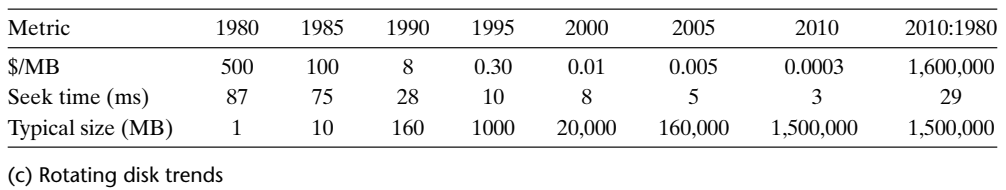 Metric 1980 1985 1990 1995 2000 2005 2010 2010:1980
$/MB 500 100 8 0.30 0.01 0.005 0.0003 1,600,000
Seek time (ms) 87 75 28 10 8 5 3 29
Typical size (MB) 1 10 160 1000 20,000 160,000 1,500,000 1,500,000
(c) Rotating disk trends